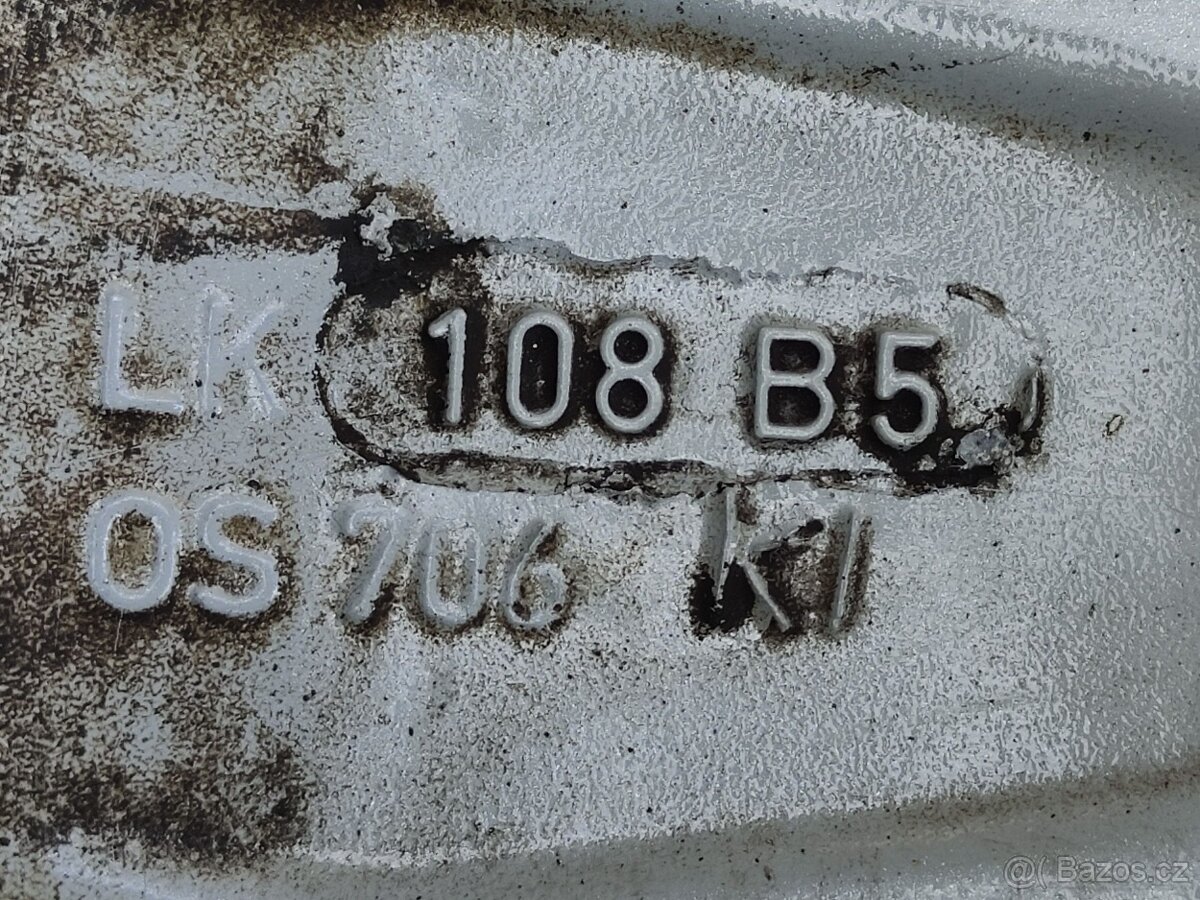 LK 108 B5
OS 706 KI
@( Bazos.cz